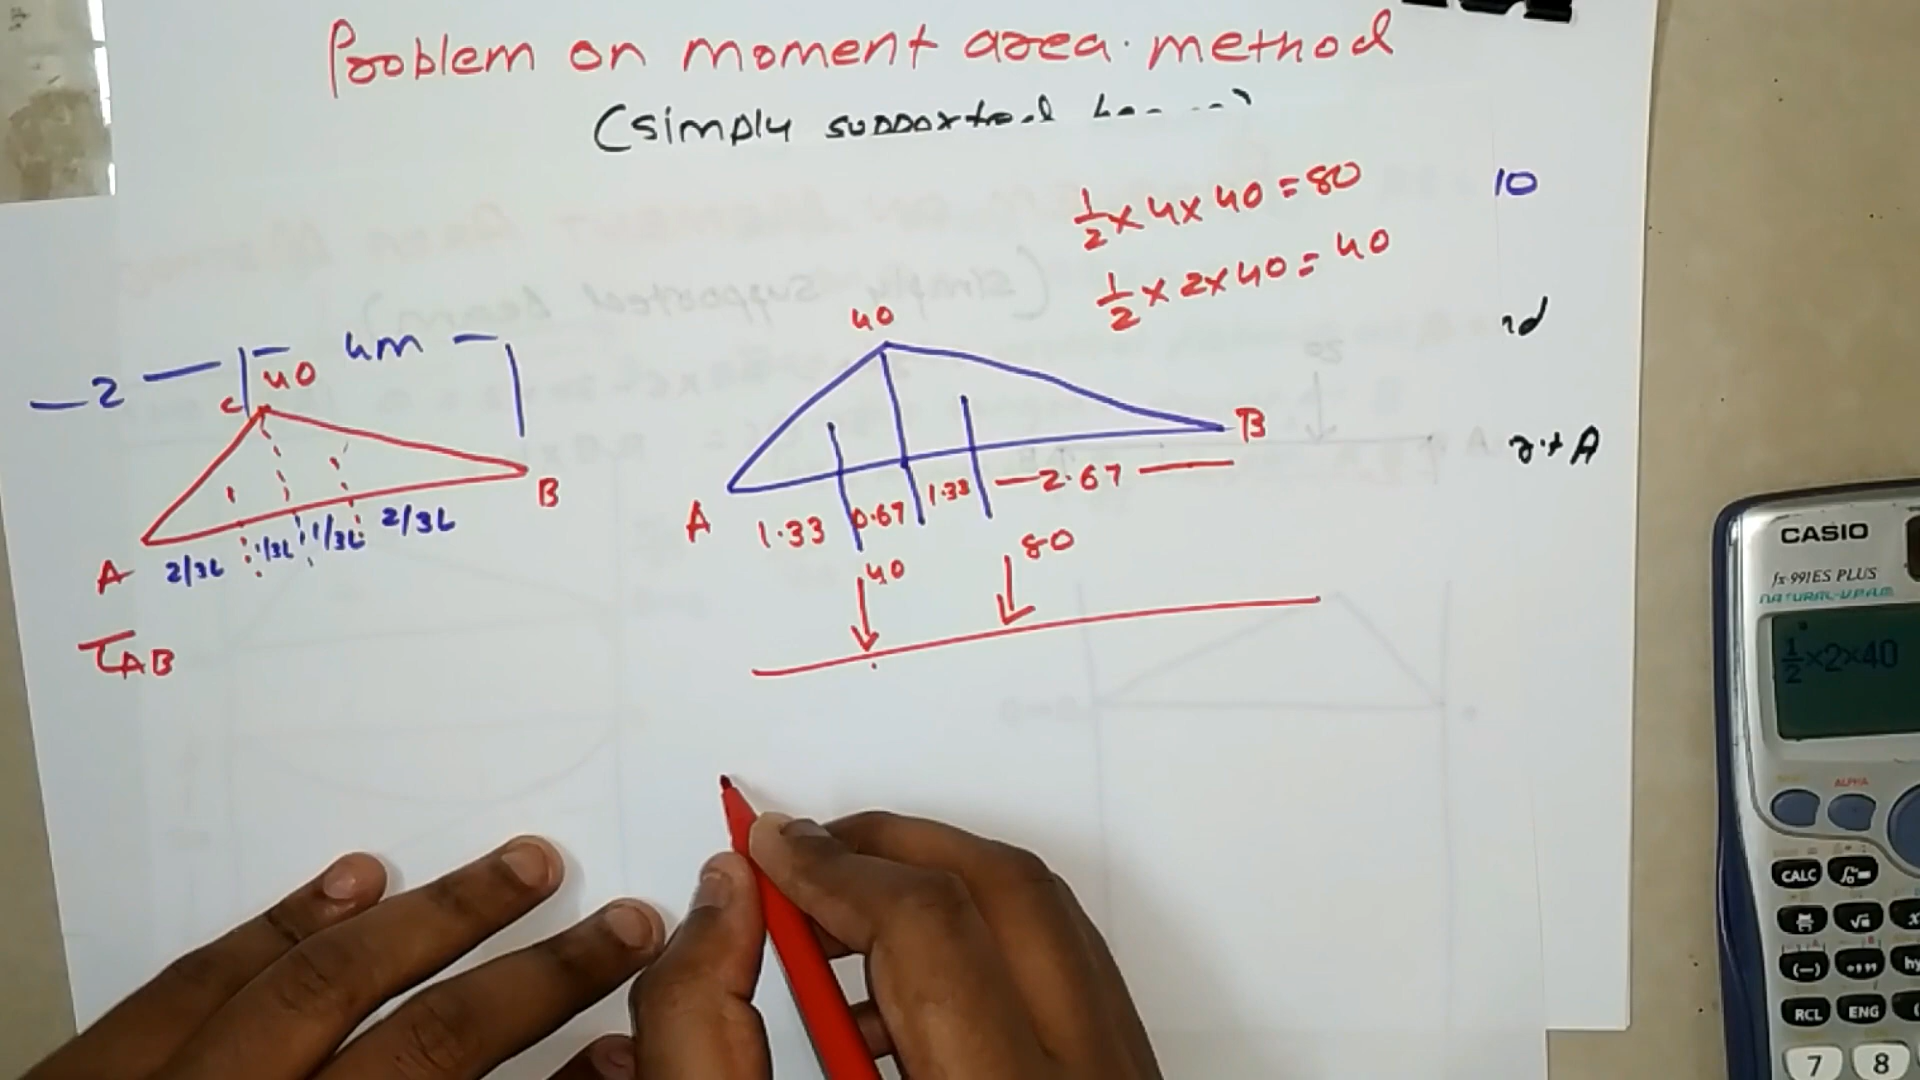 Problem on moment area method
(simply supported
1/2 x 4 x 40 = 80
10
1/2 x 2 x 40 = 40
2
4m
40
C
A
B
2/3L
1/3L
1/3L
2/3L
τAB
40
A
B
1.33
0.67
1.33
2.67
40
80
CASIO
fx-991ES PLUS
NATURAL-V.P.A.M.
1/2×2×40
ALPHA
CALC
(−)
RCL
ENG
7
8